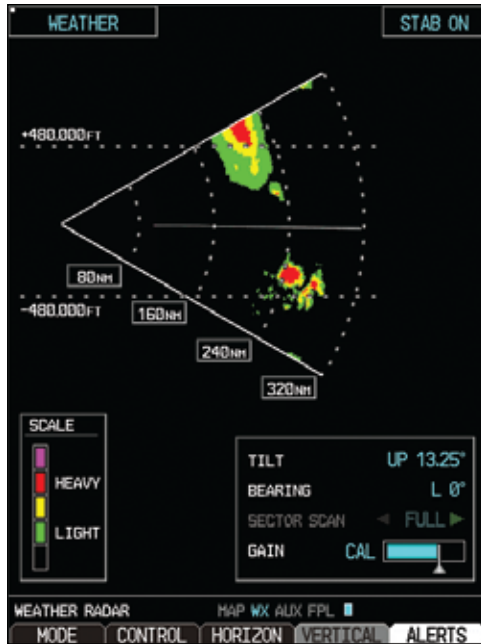 WEATHER STAB ON
+480.000FT
80NM
-480.000FT
160NM
240NM
320NM
SCALE
HEAVY
LIGHT
TILT UP 13.25°
BEARING L 0°
SECTOR SCAN FULL
GAIN CAL
WEATHER RADAR MAP WX AUX FPL
MODE CONTROL HORIZON VERTICAL ALERTS